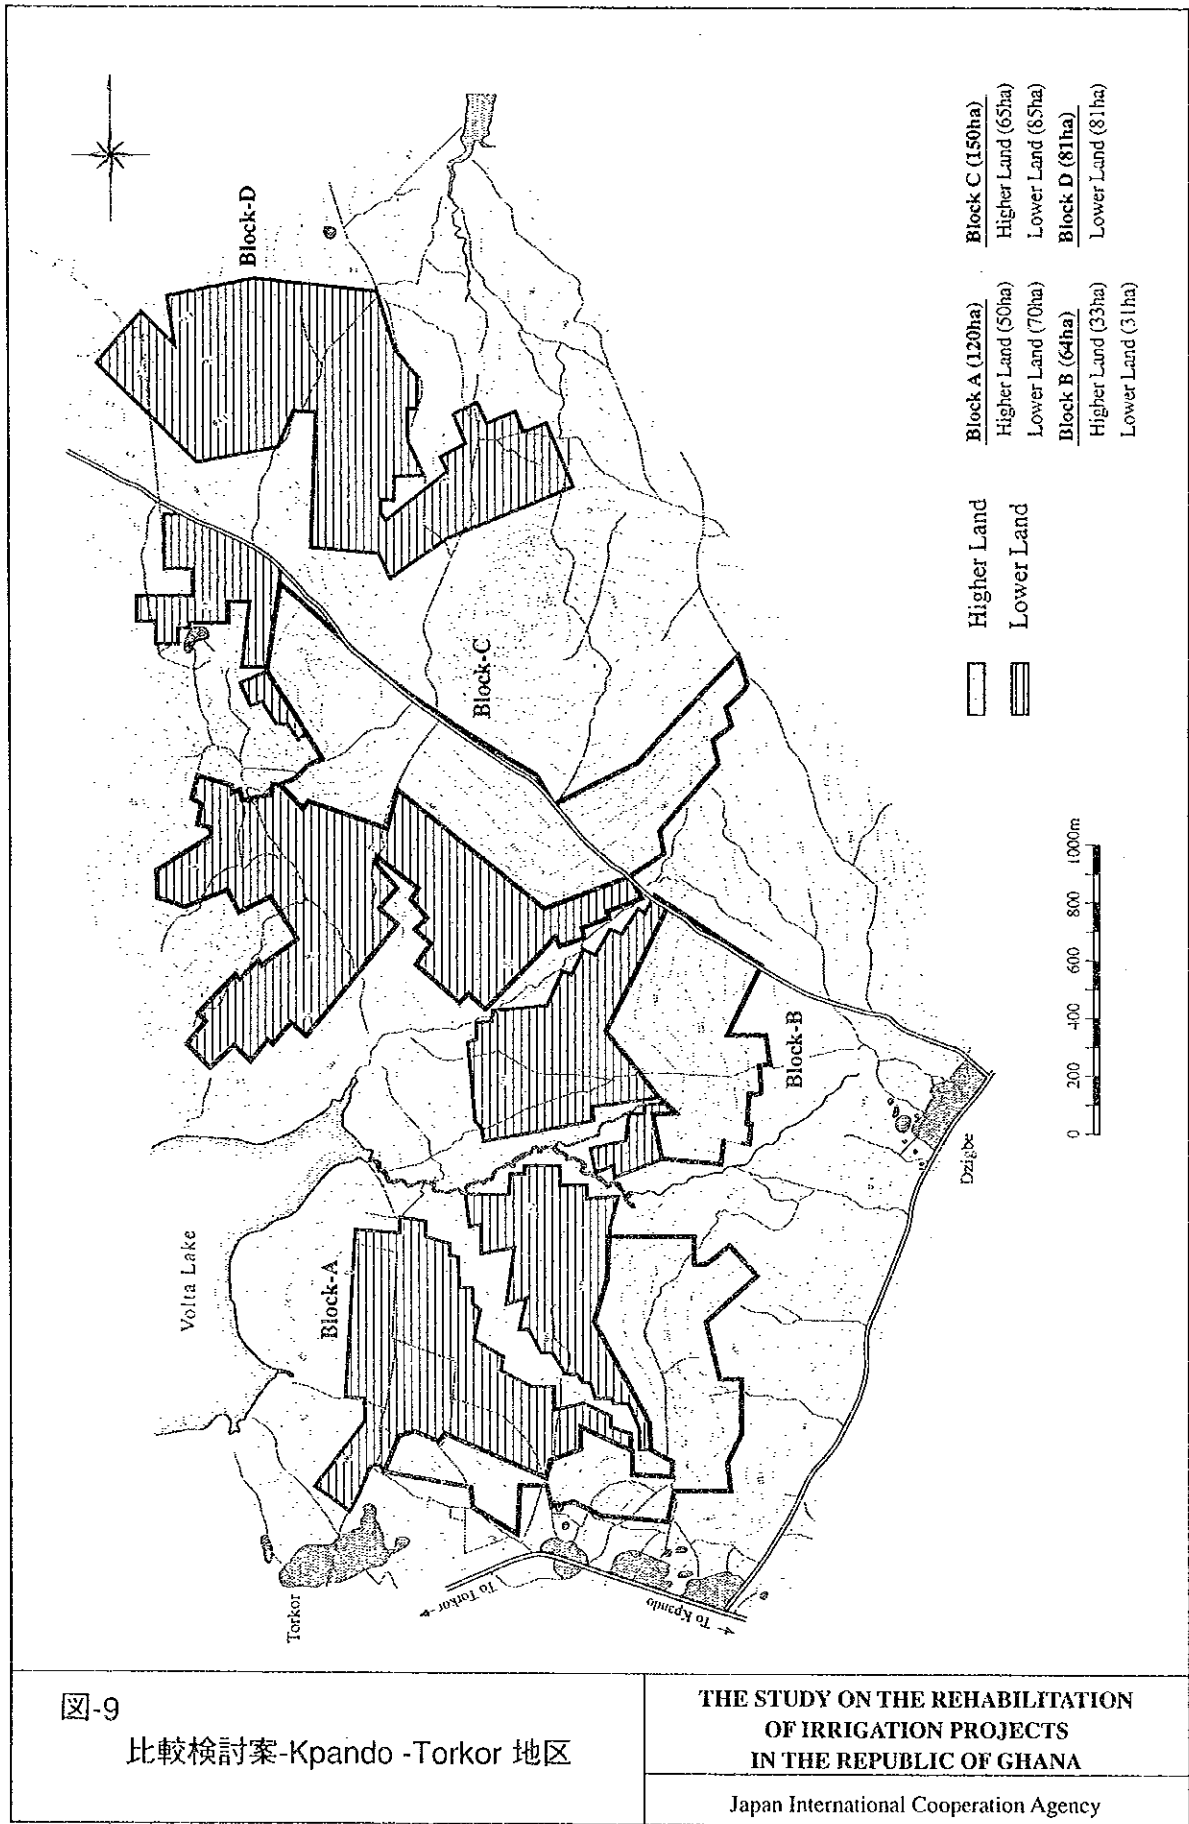 Block-D
Block-C
Block-B
Block-A
Volta Lake
Torkor
To Torkor
To Kpando
Dzigbe
0 200 400 600 800 1000m
Higher Land
Lower Land
Block A (120ha)
Higher Land (50ha)
Lower Land (70ha)
Block B (64ha)
Higher Land (33ha)
Lower Land (31ha)
Block C (150ha)
Higher Land (65ha)
Lower Land (85ha)
Block D (81ha)
Lower Land (81ha)
図-9
比較検討案-Kpando -Torkor 地区
THE STUDY ON THE REHABILITATION
OF IRRIGATION PROJECTS
IN THE REPUBLIC OF GHANA
Japan International Cooperation Agency